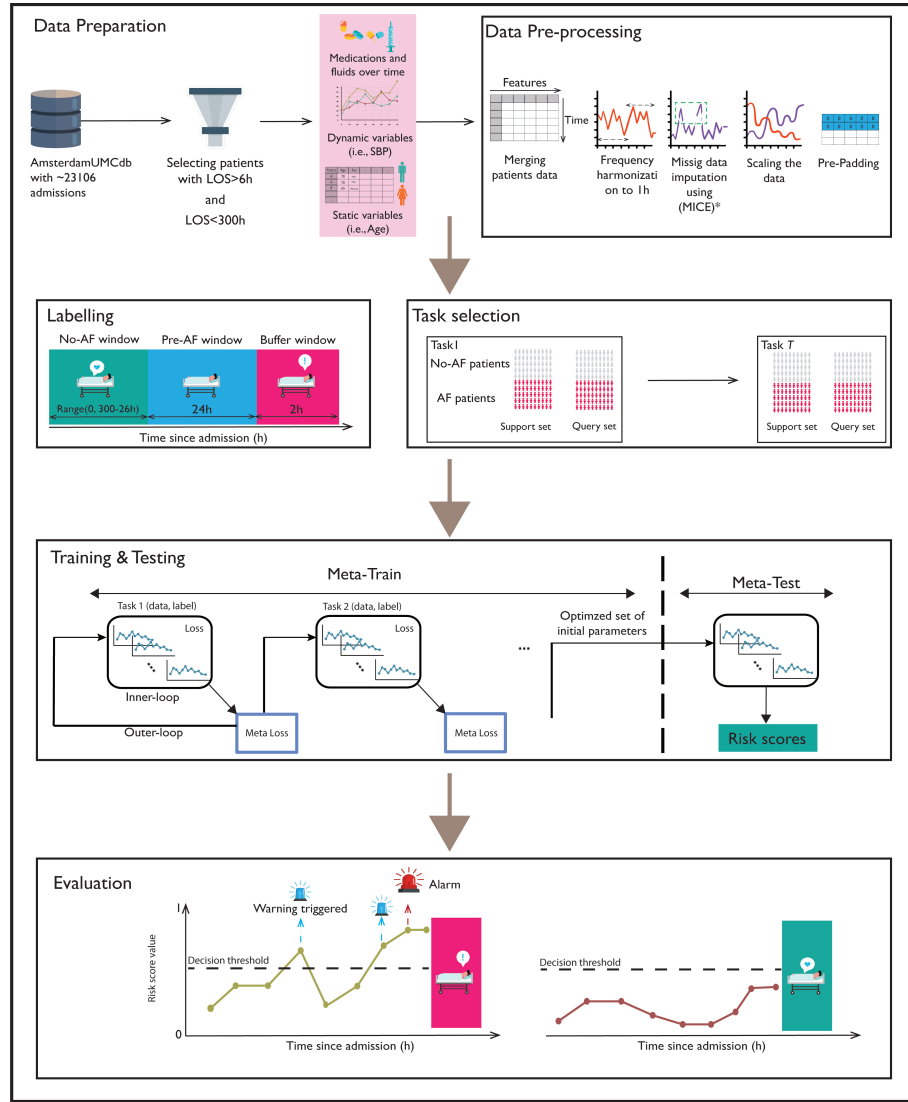 Data Preparation
AmsterdamUMCdb
with ~23106
admissions
Selecting patients
with LOS>6h
and
LOS<300h
Medications and
fluids over time
Dynamic variables
(i.e., SBP)
Static variables
(i.e., Age)
Data Pre-processing
Features
Time
Merging
patients data
Frequency
harmonizati
on to 1h
Missig data
imputation
using
(MICE)*
Scaling the
data
Pre-Padding
Labelling
No-AF window
Pre-AF window
Buffer window
Range(0, 300-26h)
24h
2h
Time since admission (h)
Task selection
Task1
No-AF patients
AF patients
Support set
Query set
Task T
Support set
Query set
Training & Testing
Meta-Train
Meta-Test
Task 1 (data, label)
Loss
Inner-loop
Outer-loop
Meta Loss
Task 2 (data, label)
Loss
Meta Loss
...
Optimzed set of
initial parameters
Risk scores
Evaluation
Warning triggered
Alarm
1
Decision threshold
Risk score value
0
Time since admission (h)
Decision threshold
Time since admission (h)